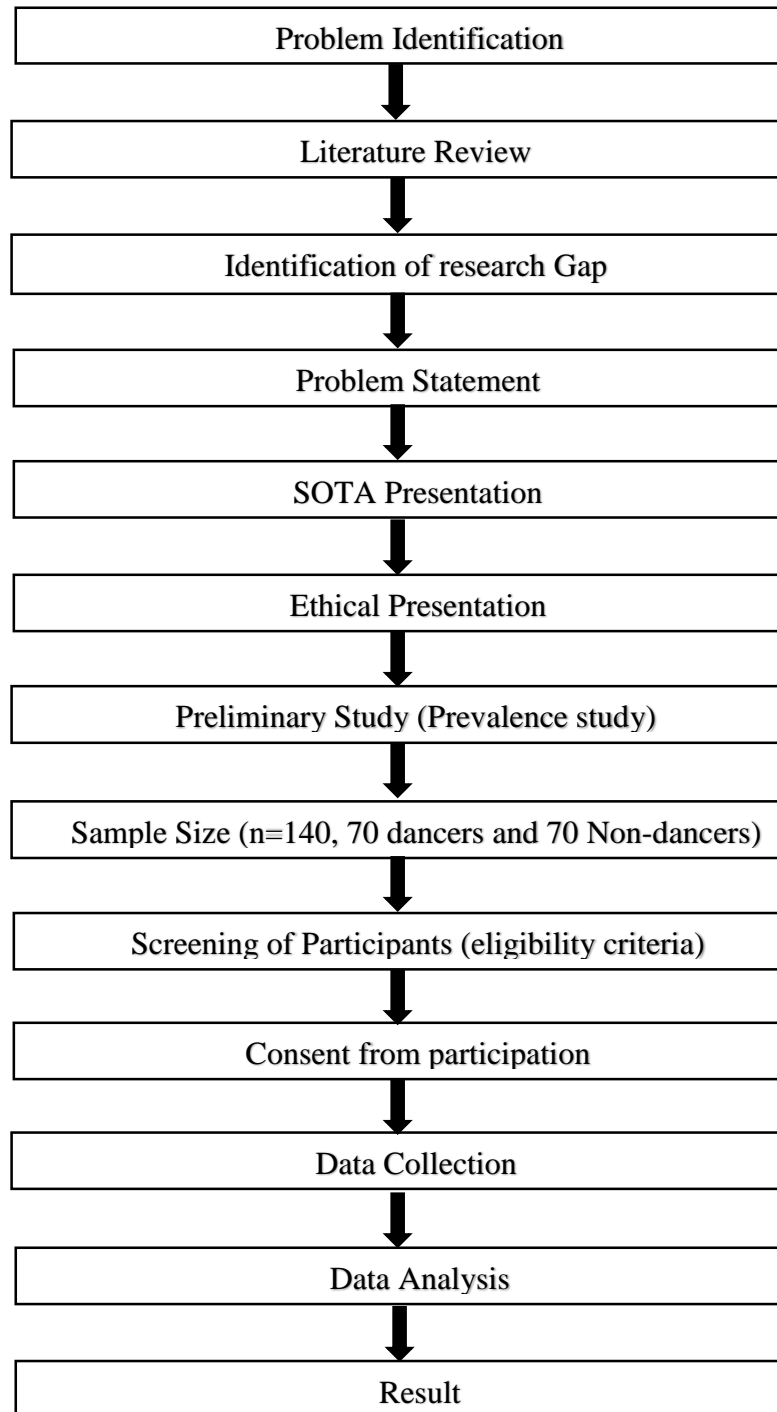 Problem Identification
Literature Review
Identification of research Gap
Problem Statement
SOTA Presentation
Ethical Presentation
Preliminary Study (Prevalence study)
Sample Size (n=140, 70 dancers and 70 Non-dancers)
Screening of Participants (eligibility criteria)
Consent from participation
Data Collection
Data Analysis
Result